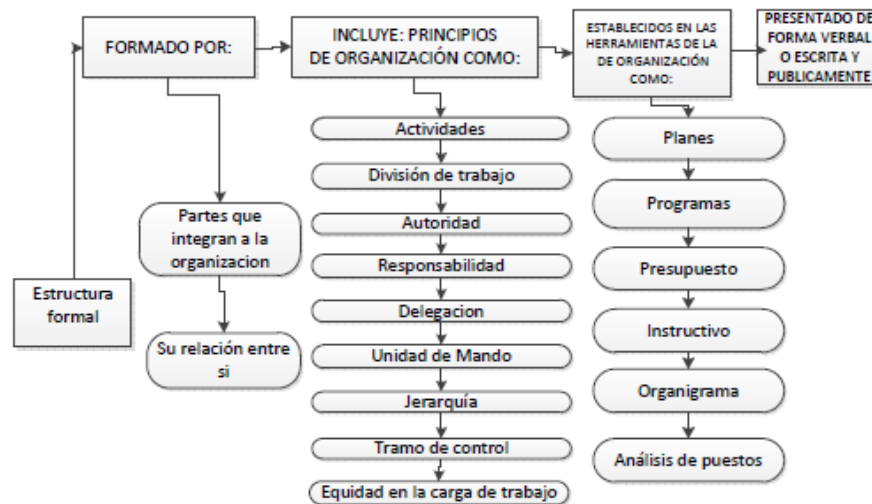 FORMADO POR:
INCLUYE: PRINCIPIOS
DE ORGANIZACIÓN COMO:
ESTABLECIDOS EN LAS
HERRAMIENTAS DE LA
DE ORGANIZACIÓN
COMO:
PRESENTADO DE
FORMA VERBAL
O ESCRITA Y
PUBLICAMENTE
Estructura
formal
Partes que
integran a la
organizacion
Su relación entre
si
Actividades
División de trabajo
Autoridad
Responsabilidad
Delegacion
Unidad de Mando
Jerarquía
Tramo de control
Equidad en la carga de trabajo
Planes
Programas
Presupuesto
Instructivo
Organigrama
Análisis de puestos